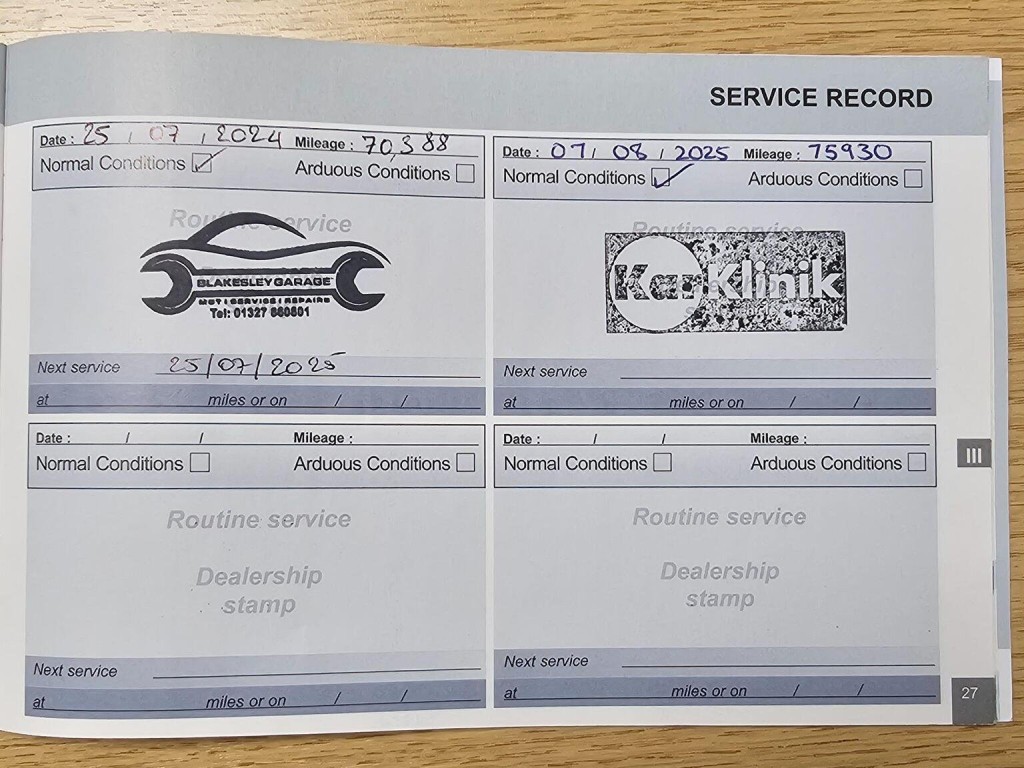 SERVICE RECORD
Date : 25 / 07 / 2024 Mileage : 70,388
Normal Conditions Arduous Conditions
Routine service
BLAKESLEY GARAGE
MOT | SERVICE | REPAIRS
Tel: 01327 860801
Next service 25/07/2025
at miles or on / /
Date : 07 / 08 / 2025 Mileage : 75930
Normal Conditions Arduous Conditions
Routine service
Kar Klinik
Next service
at miles or on / /
Date : / / Mileage :
Normal Conditions Arduous Conditions
Routine service
Dealership
stamp
Next service
at miles or on / /
Date : / / Mileage :
Normal Conditions Arduous Conditions
Routine service
Dealership
stamp
Next service
at miles or on / /
III
27